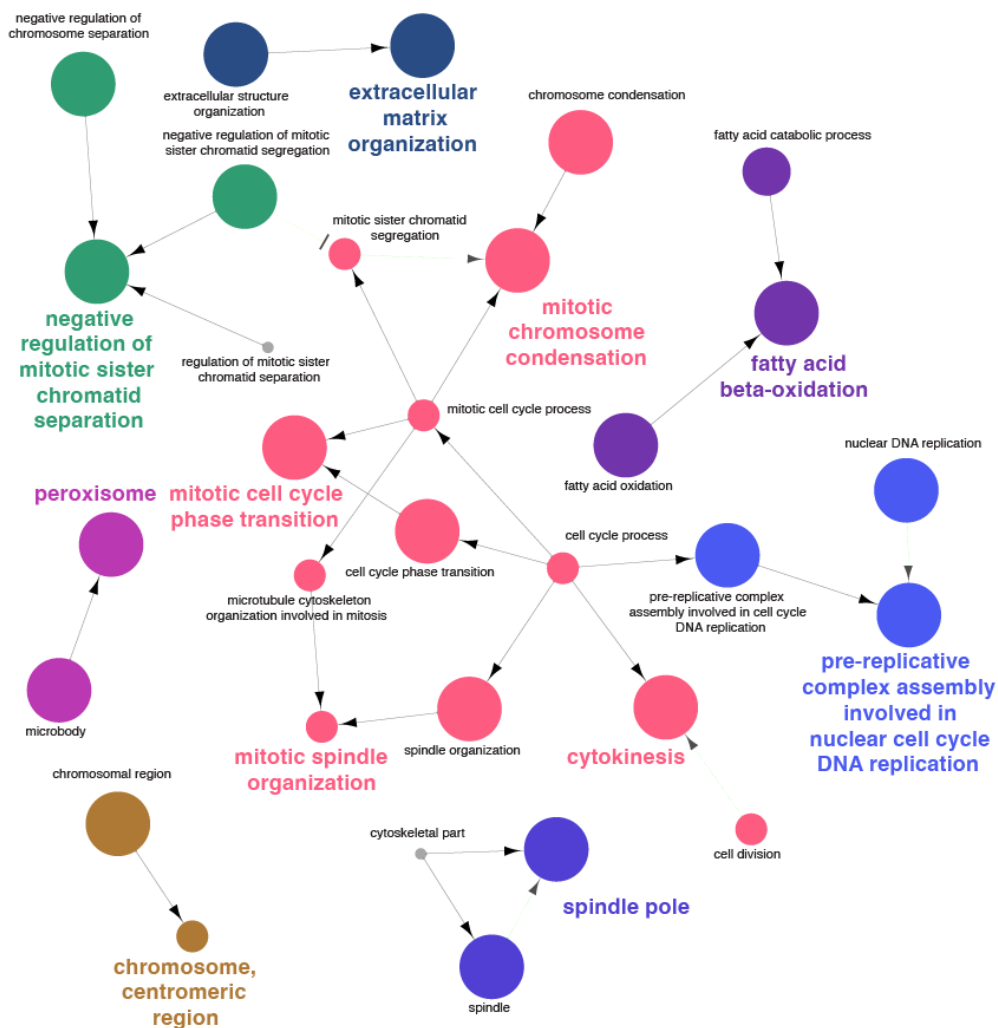 negative regulation of
chromosome separation
extracellular structure
organization
extracellular
matrix
organization
chromosome condensation
fatty acid catabolic process
negative regulation of mitotic
sister chromatid segregation
mitotic sister chromatid
segregation
negative
regulation of
mitotic sister
chromatid
separation
regulation of mitotic sister
chromatid separation
mitotic
chromosome
condensation
fatty acid
beta-oxidation
mitotic cell cycle process
nuclear DNA replication
fatty acid oxidation
peroxisome
mitotic cell cycle
phase transition
cell cycle process
cell cycle phase transition
microtubule cytoskeleton
organization involved in mitosis
pre-replicative complex
assembly involved in cell cycle
DNA replication
pre-replicative
complex assembly
involved in
nuclear cell cycle
DNA replication
microbody
mitotic spindle
organization
spindle organization
cytokinesis
chromosomal region
cytoskeletal part
cell division
spindle pole
chromosome,
centromeric
region
spindle